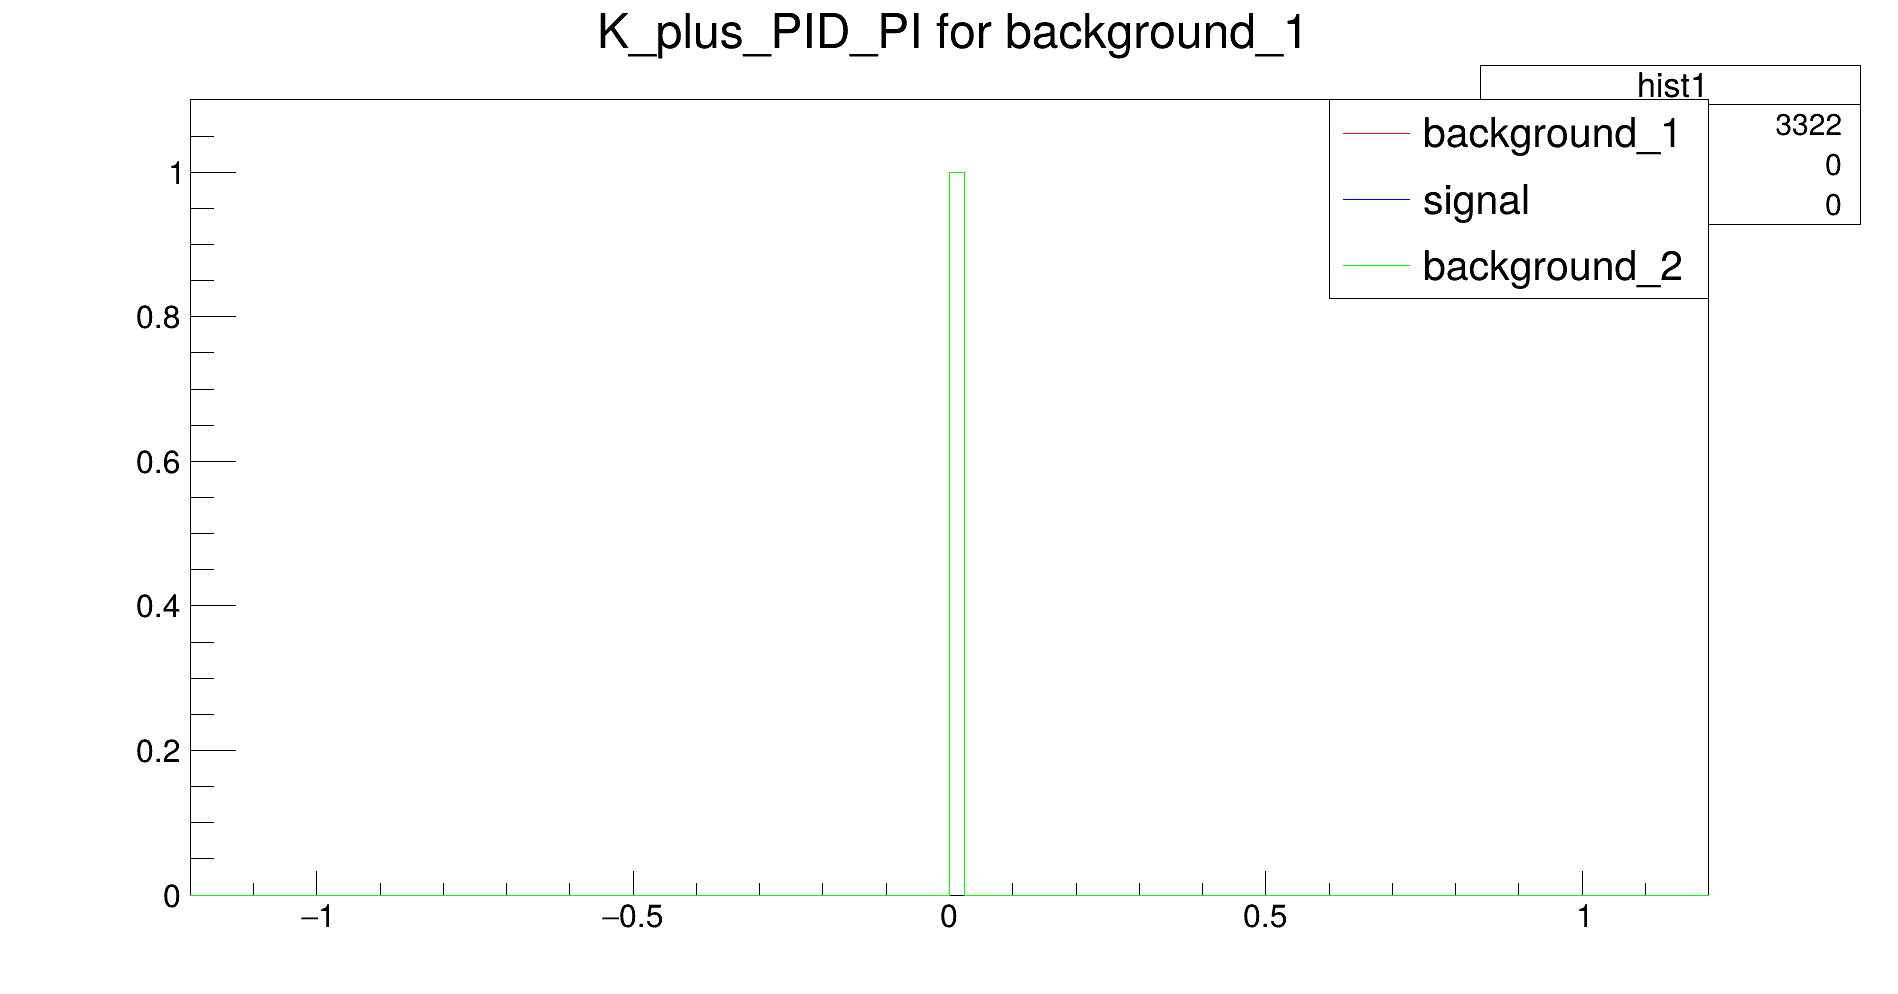 K_plus_PID_PI for background_1
hist1
3322
0
0
background_1
signal
background_2
1
0.8
0.6
0.4
0.2
0
−1
−0.5
0
0.5
1